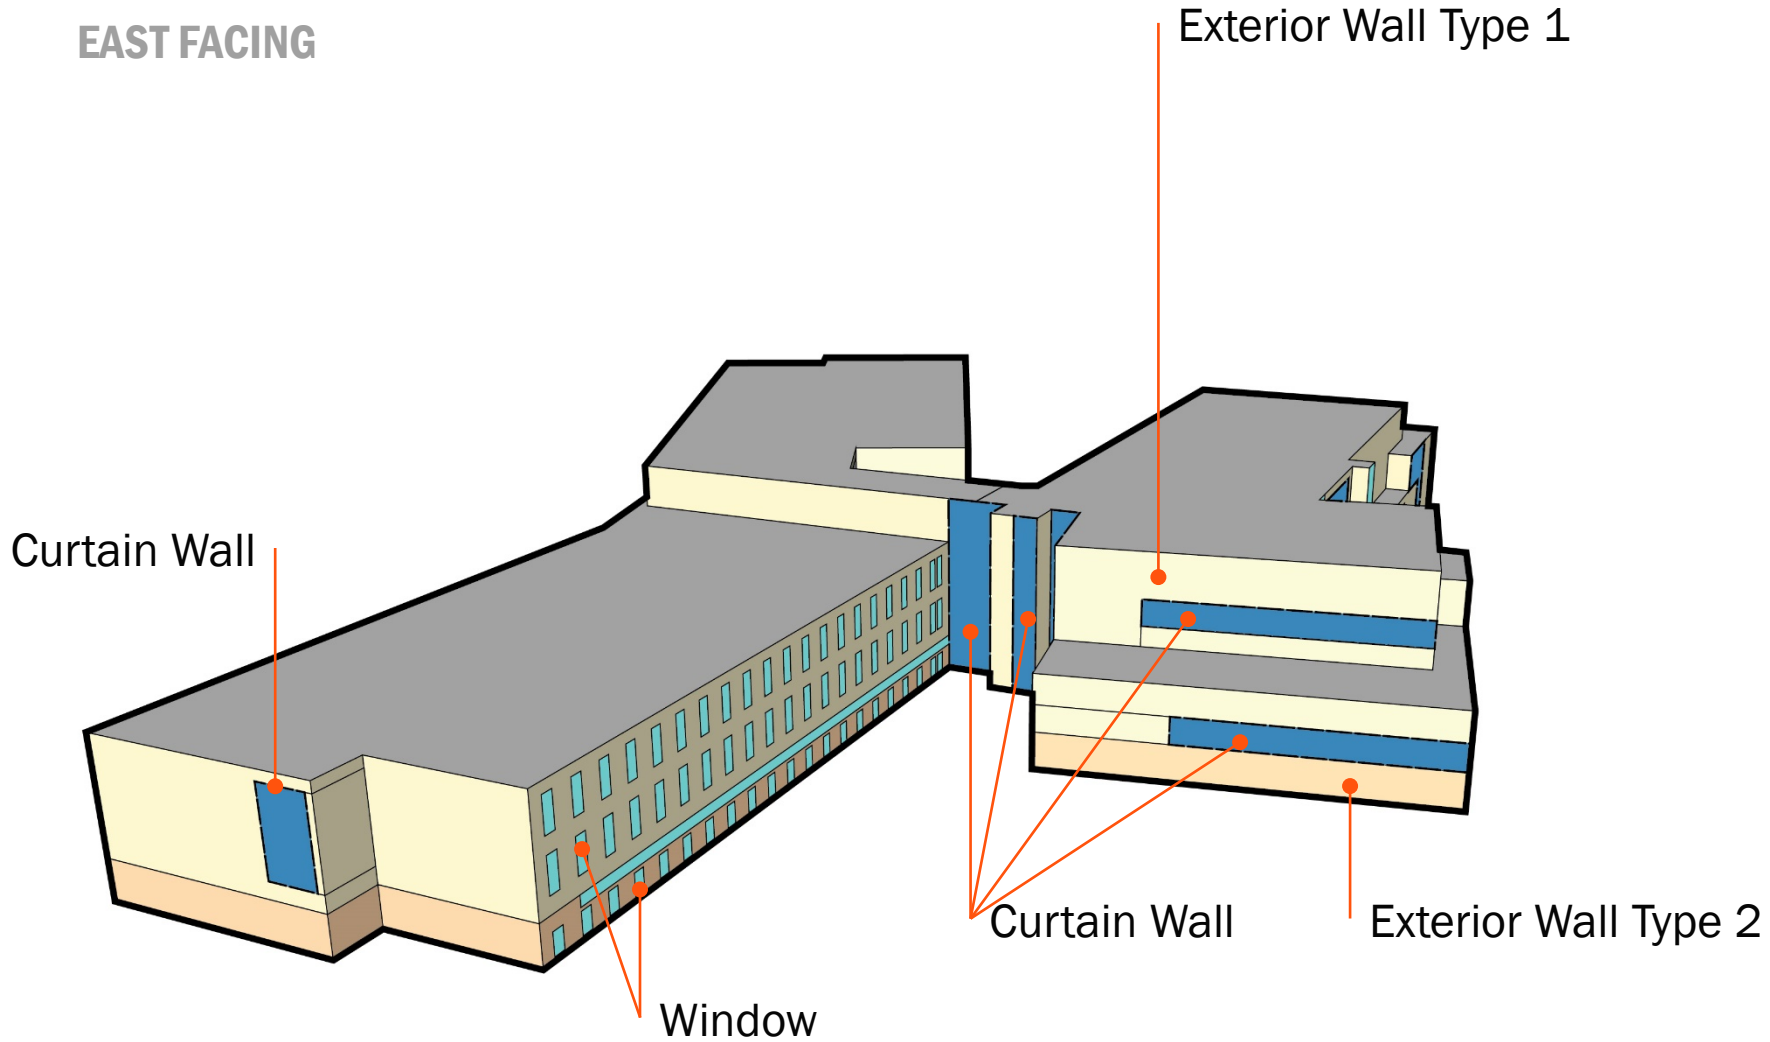 EAST FACING
Exterior Wall Type 1
Curtain Wall
Curtain Wall
Exterior Wall Type 2
Window